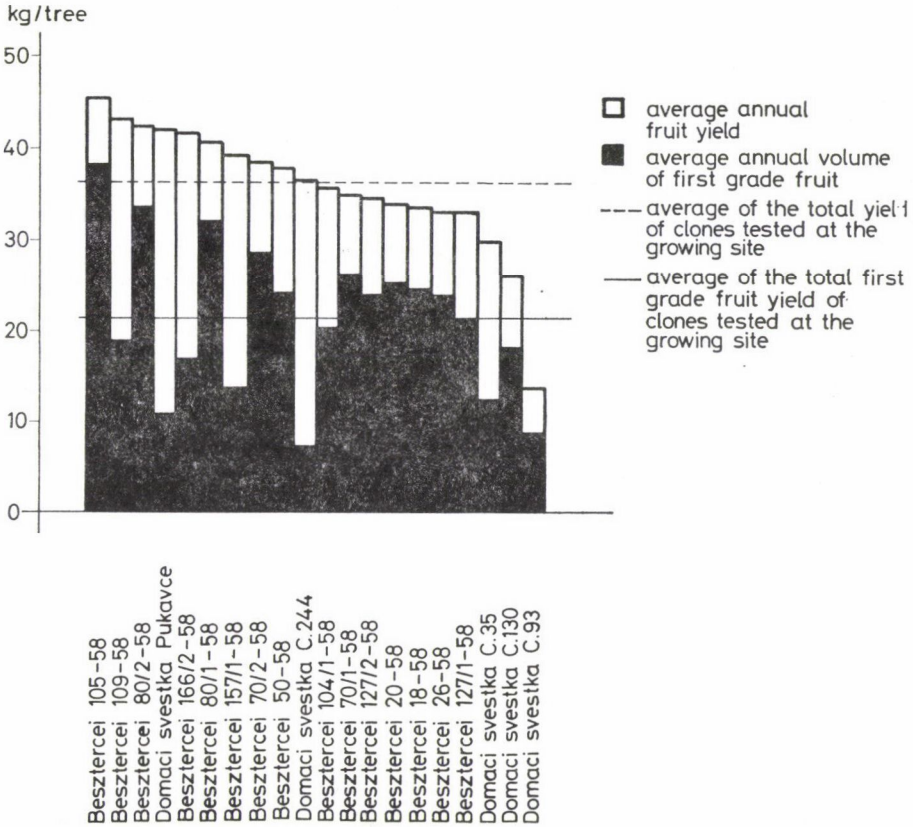 kg/tree
50
40
30
20
10
0
average annual
fruit yield
average annual volume
of first grade fruit
average of the total yield
of clones tested at the
growing site
average of the total first
grade fruit yield of
clones tested at the
growing site
Besztercei 105-58
Besztercei 109-58
Besztercei 80/2-58
Domaci svestka Pukavce
Besztercei 166/2-58
Besztercei 80/1-58
Besztercei 157/1-58
Besztercei 70/2-58
Besztercei 50-58
Domaci svestka C.244
Besztercei 104/1-58
Besztercei 70/1-58
Besztercei 127/2-58
Besztercei 20-58
Besztercei 18-58
Besztercei 26-58
Besztercei 127/1-58
Domaci svestka C.35
Domaci svestka C.130
Domaci svestka C.93